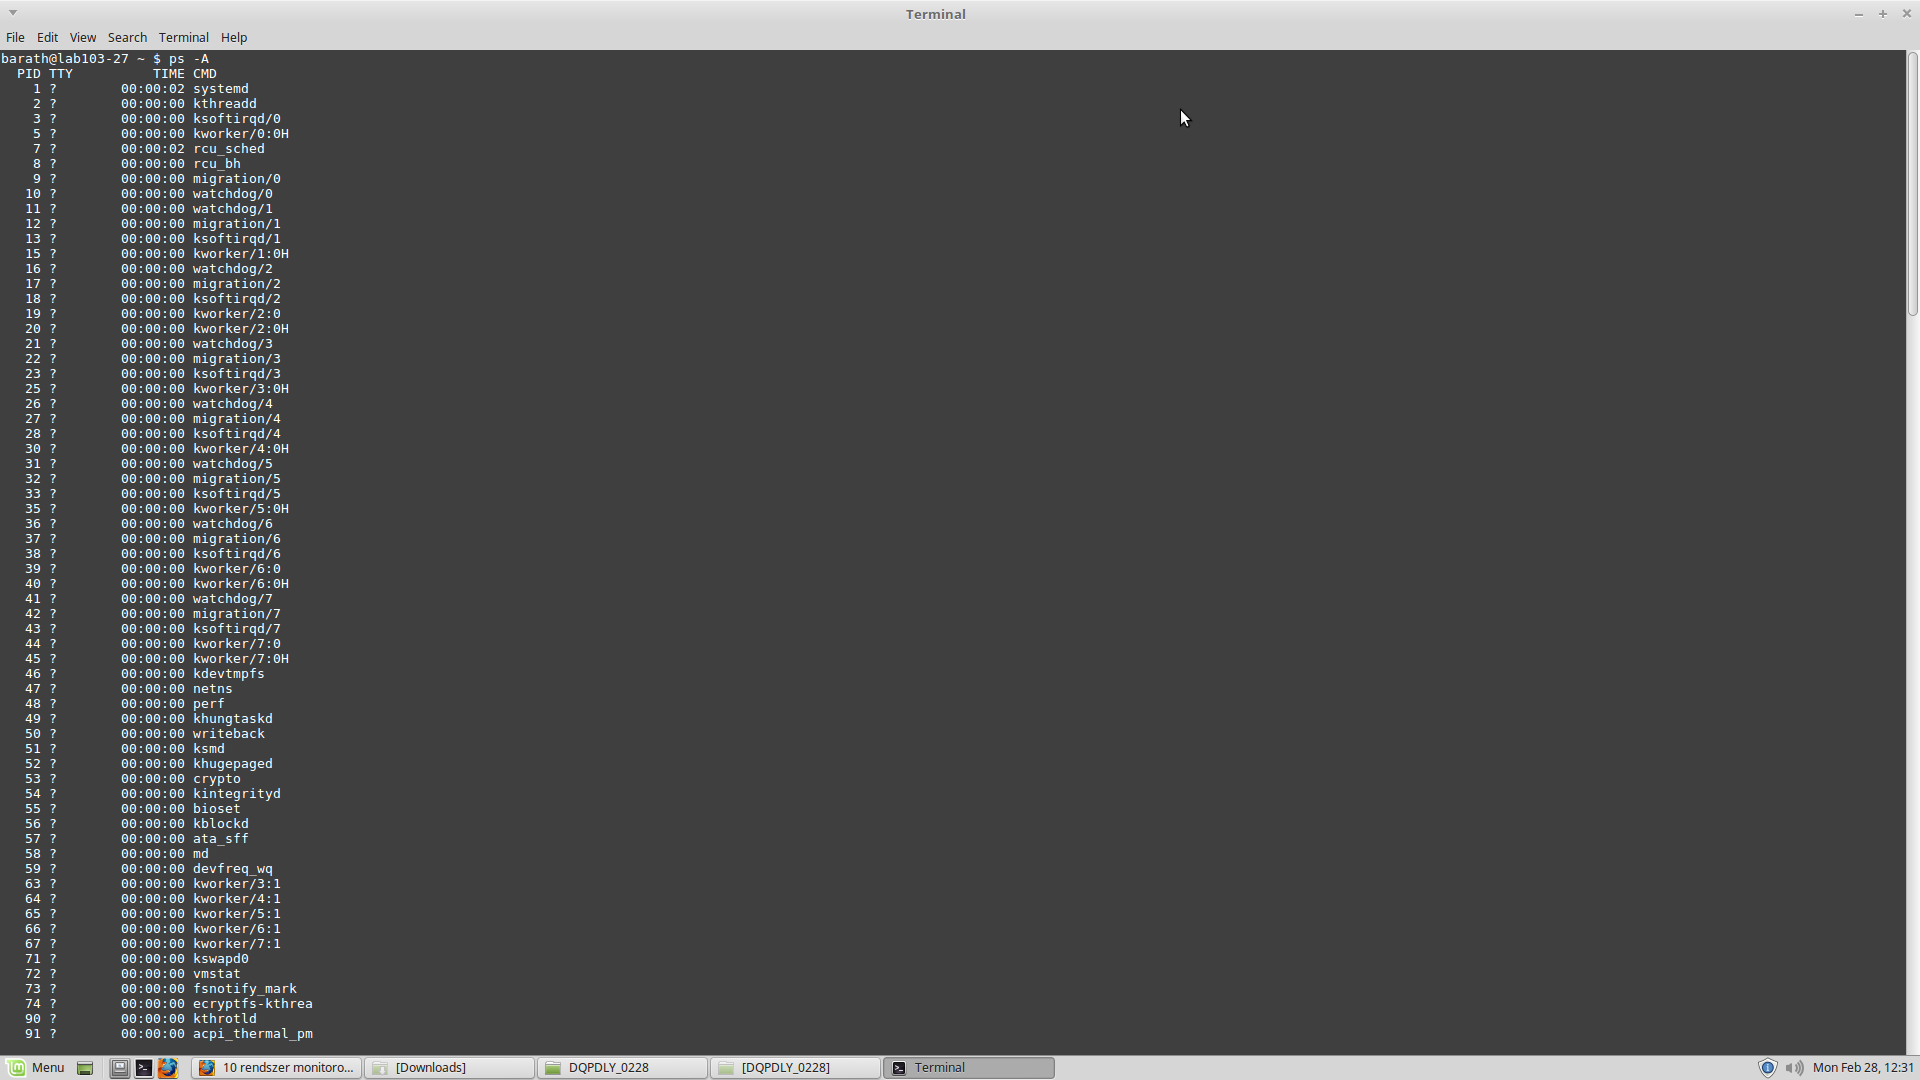 Terminal
File Edit View Search Terminal Help
barath@lab103-27 ~ $ ps -A
  PID TTY          TIME CMD
    1 ?        00:00:02 systemd
    2 ?        00:00:00 kthreadd
    3 ?        00:00:00 ksoftirqd/0
    5 ?        00:00:00 kworker/0:0H
    7 ?        00:00:02 rcu_sched
    8 ?        00:00:00 rcu_bh
    9 ?        00:00:00 migration/0
   10 ?        00:00:00 watchdog/0
   11 ?        00:00:00 watchdog/1
   12 ?        00:00:00 migration/1
   13 ?        00:00:00 ksoftirqd/1
   15 ?        00:00:00 kworker/1:0H
   16 ?        00:00:00 watchdog/2
   17 ?        00:00:00 migration/2
   18 ?        00:00:00 ksoftirqd/2
   19 ?        00:00:00 kworker/2:0
   20 ?        00:00:00 kworker/2:0H
   21 ?        00:00:00 watchdog/3
   22 ?        00:00:00 migration/3
   23 ?        00:00:00 ksoftirqd/3
   25 ?        00:00:00 kworker/3:0H
   26 ?        00:00:00 watchdog/4
   27 ?        00:00:00 migration/4
   28 ?        00:00:00 ksoftirqd/4
   30 ?        00:00:00 kworker/4:0H
   31 ?        00:00:00 watchdog/5
   32 ?        00:00:00 migration/5
   33 ?        00:00:00 ksoftirqd/5
   35 ?        00:00:00 kworker/5:0H
   36 ?        00:00:00 watchdog/6
   37 ?        00:00:00 migration/6
   38 ?        00:00:00 ksoftirqd/6
   39 ?        00:00:00 kworker/6:0
   40 ?        00:00:00 kworker/6:0H
   41 ?        00:00:00 watchdog/7
   42 ?        00:00:00 migration/7
   43 ?        00:00:00 ksoftirqd/7
   44 ?        00:00:00 kworker/7:0
   45 ?        00:00:00 kworker/7:0H
   46 ?        00:00:00 kdevtmpfs
   47 ?        00:00:00 netns
   48 ?        00:00:00 perf
   49 ?        00:00:00 khungtaskd
   50 ?        00:00:00 writeback
   51 ?        00:00:00 ksmd
   52 ?        00:00:00 khugepaged
   53 ?        00:00:00 crypto
   54 ?        00:00:00 kintegrityd
   55 ?        00:00:00 bioset
   56 ?        00:00:00 kblockd
   57 ?        00:00:00 ata_sff
   58 ?        00:00:00 md
   59 ?        00:00:00 devfreq_wq
   63 ?        00:00:00 kworker/3:1
   64 ?        00:00:00 kworker/4:1
   65 ?        00:00:00 kworker/5:1
   66 ?        00:00:00 kworker/6:1
   67 ?        00:00:00 kworker/7:1
   71 ?        00:00:00 kswapd0
   72 ?        00:00:00 vmstat
   73 ?        00:00:00 fsnotify_mark
   74 ?        00:00:00 ecryptfs-kthrea
   90 ?        00:00:00 kthrotld
   91 ?        00:00:00 acpi_thermal_pm
Menu 10 rendszer monitoro... [Downloads] DQPDLY_0228 [DQPDLY_0228] Terminal Mon Feb 28, 12:31